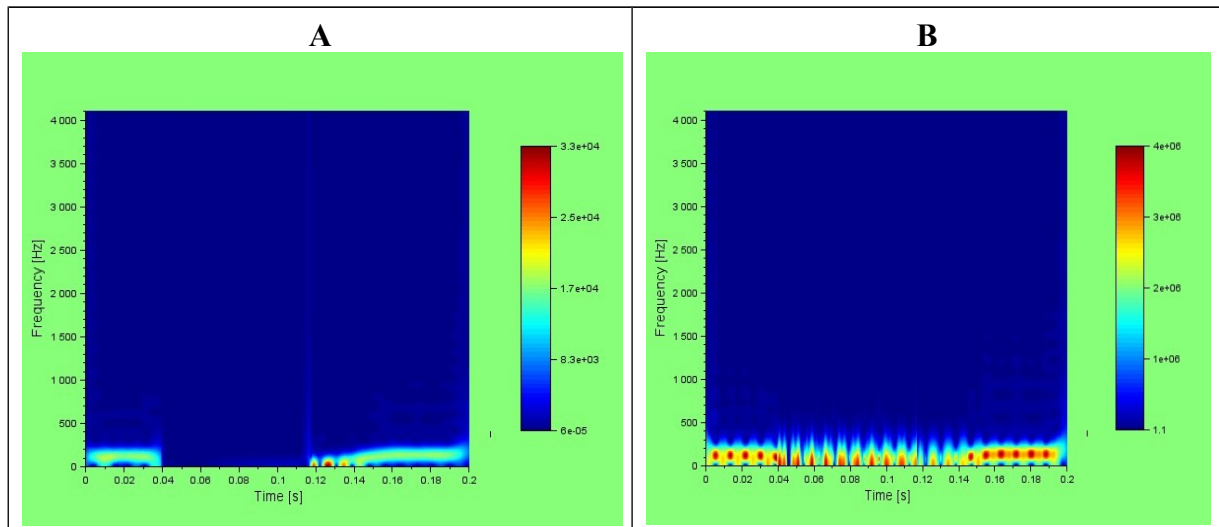 A
4 000
3 500
3 000
2 500
2 000
1 500
1 000
500
0
Frequency [Hz]
0 0.02 0.04 0.06 0.08 0.1 0.12 0.14 0.16 0.18 0.2
Time [s]
3.3e+04
2.5e+04
1.7e+04
8.3e+03
6e-05
B
4 000
3 500
3 000
2 500
2 000
1 500
1 000
500
0
Frequency [Hz]
0 0.02 0.04 0.06 0.08 0.1 0.12 0.14 0.16 0.18 0.2
Time [s]
4e+06
3e+06
2e+06
1e+06
1.1